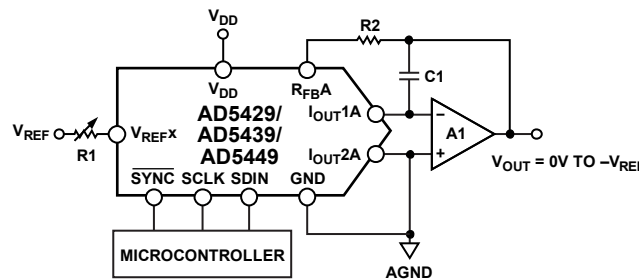 VDD
R2
VDD
RFBA
C1
AD5429/
AD5439/
AD5449
IOUT1A
IOUT2A
VREF
R1
VREFX
A1
VOUT = 0V TO –VREF
SYNC SCLK SDIN GND
MICROCONTROLLER
AGND